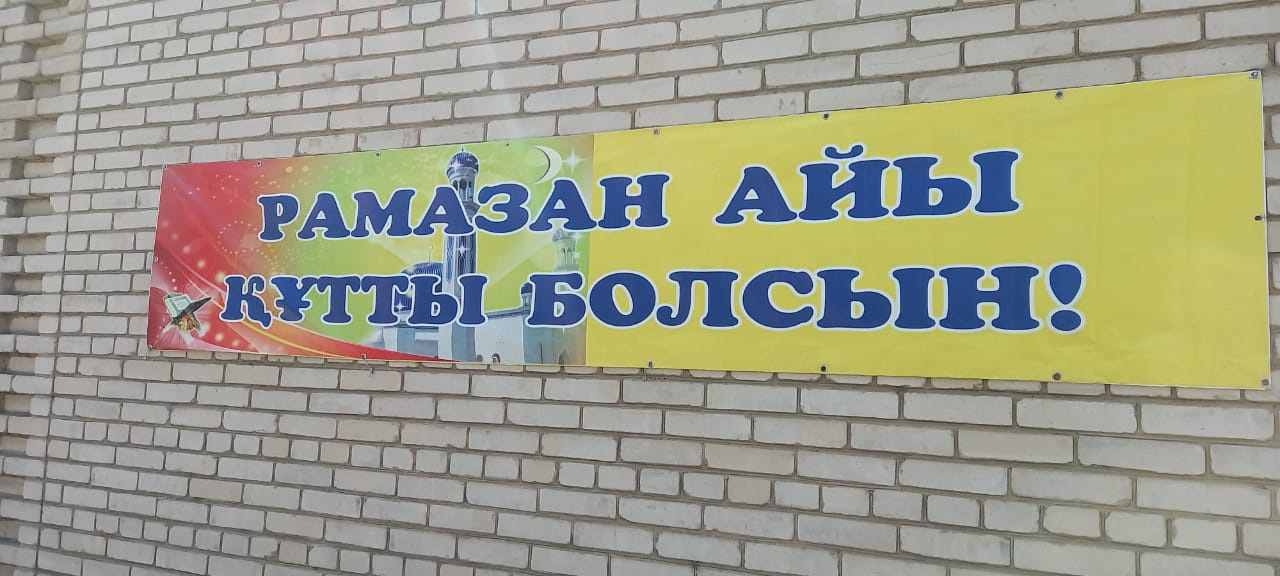 РАМАЗАН АЙЫ
ҚҰТТЫ БОЛСЫН!